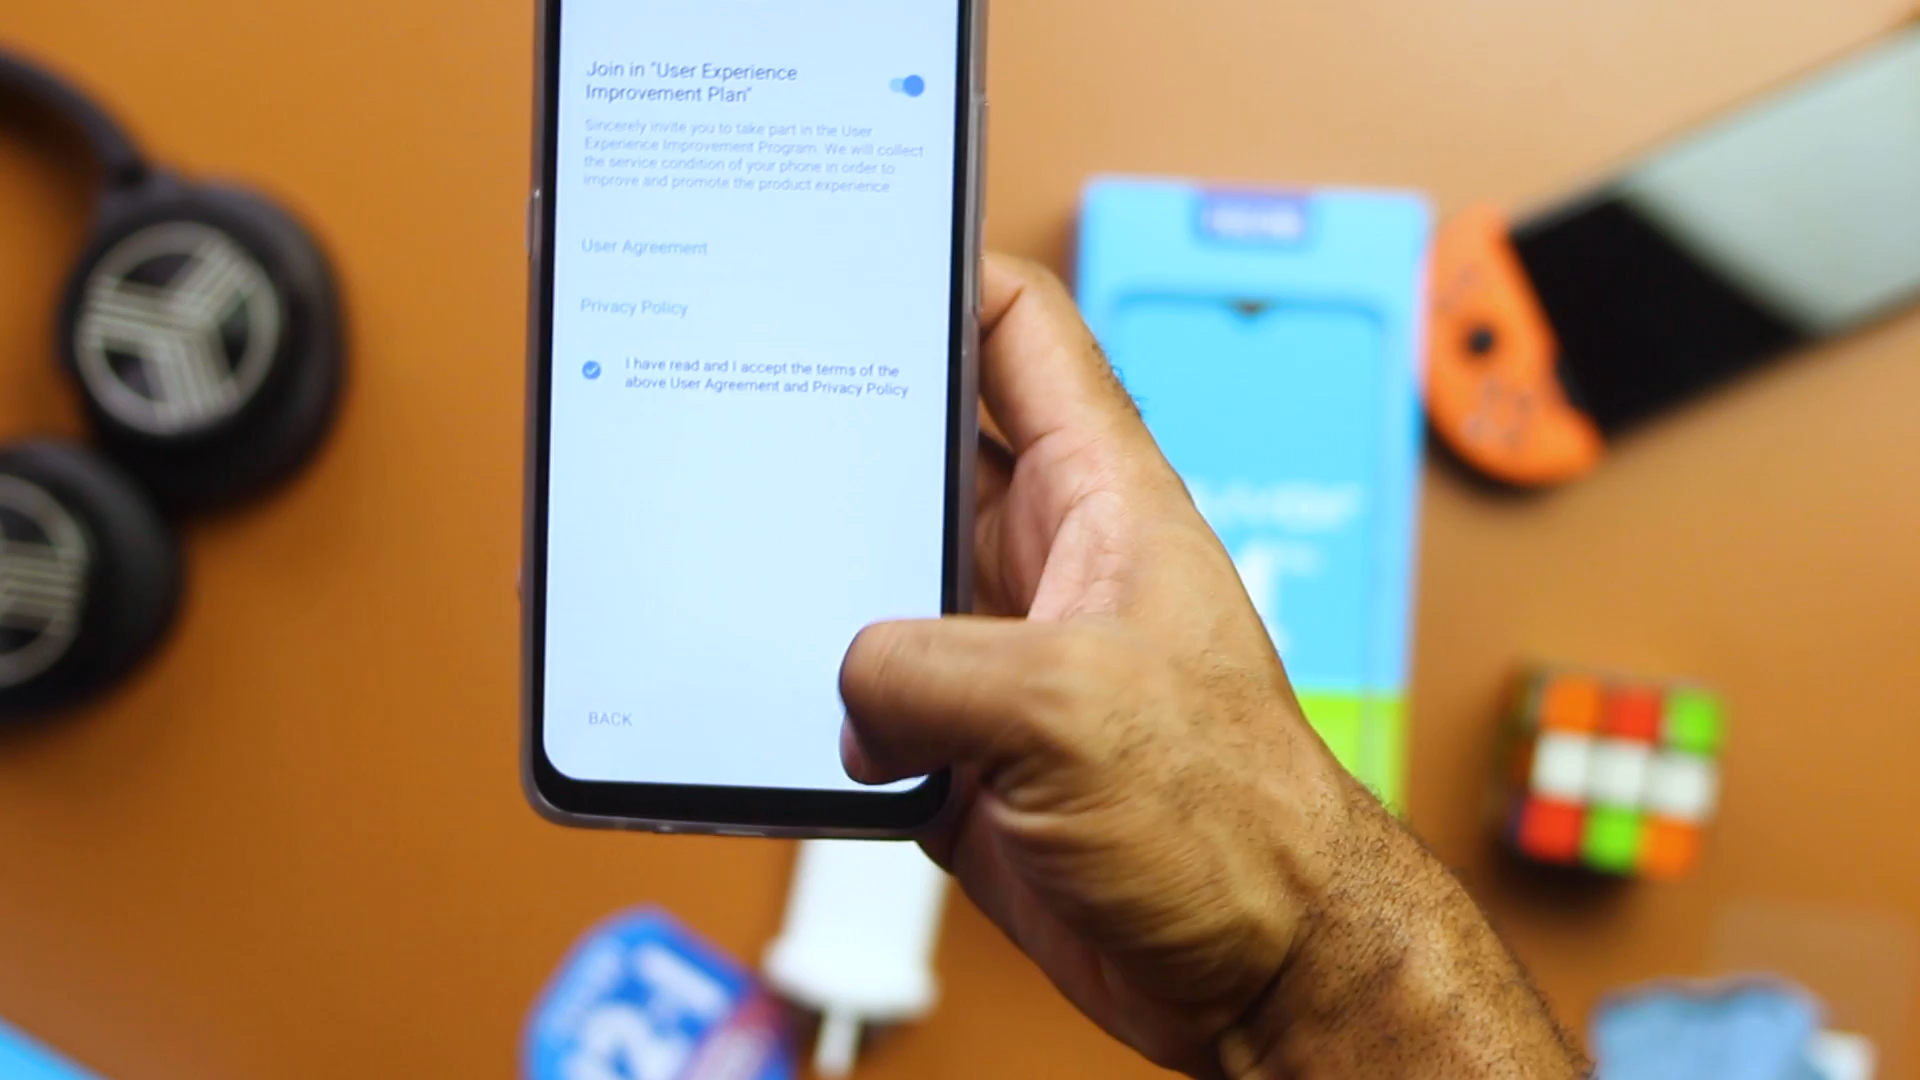 Join in "User Experience
Improvement Plan"
Sincerely invite you to take part in the User
Experience Improvement Program. We will collect
the service condition of your phone in order to
improve and promote the product experience
User Agreement
Privacy Policy
I have read and I accept the terms of the
above User Agreement and Privacy Policy
BACK